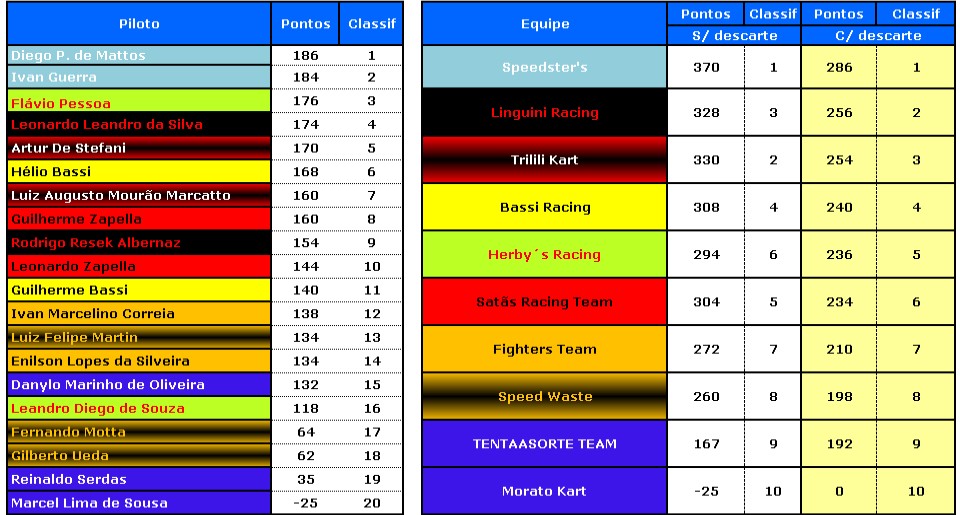 Piloto Pontos Classif
Diego P. de Mattos 186 1
Ivan Guerra 184 2
Flávio Pessoa 176 3
Leonardo Leandro da Silva 174 4
Artur De Stefani 170 5
Hélio Bassi 168 6
Luiz Augusto Mourão Marcatto 160 7
Guilherme Zapella 160 8
Rodrigo Resek Albernaz 154 9
Leonardo Zapella 144 10
Guilherme Bassi 140 11
Ivan Marcelino Correia 138 12
Luiz Felipe Martin 134 13
Enilson Lopes da Silveira 134 14
Danylo Marinho de Oliveira 132 15
Leandro Diego de Souza 118 16
Fernando Motta 64 17
Gilberto Ueda 62 18
Reinaldo Serdas 35 19
Marcel Lima de Sousa -25 20
Equipe Pontos Classif Pontos Classif
S/ descarte C/ descarte
Speedster's 370 1 286 1
Linguini Racing 328 3 256 2
Trilili Kart 330 2 254 3
Bassi Racing 308 4 240 4
Herby´s Racing 294 6 236 5
Satãs Racing Team 304 5 234 6
Fighters Team 272 7 210 7
Speed Waste 260 8 198 8
TENTAASORTE TEAM 167 9 192 9
Morato Kart -25 10 0 10